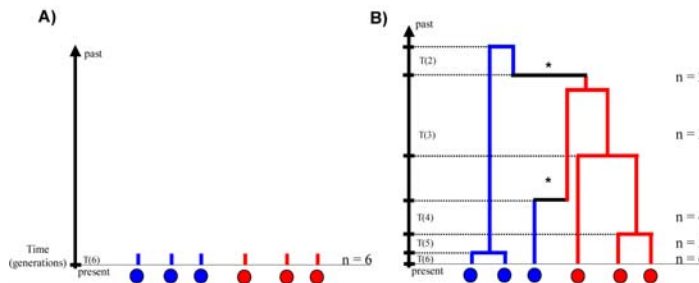 A)
past
Time
(generations)
T(6)
present
n = 6
B)
past
T(2)
*
n =
T(3)
n =
*
T(4)
n =
T(5)
n =
T(6)
n =
present